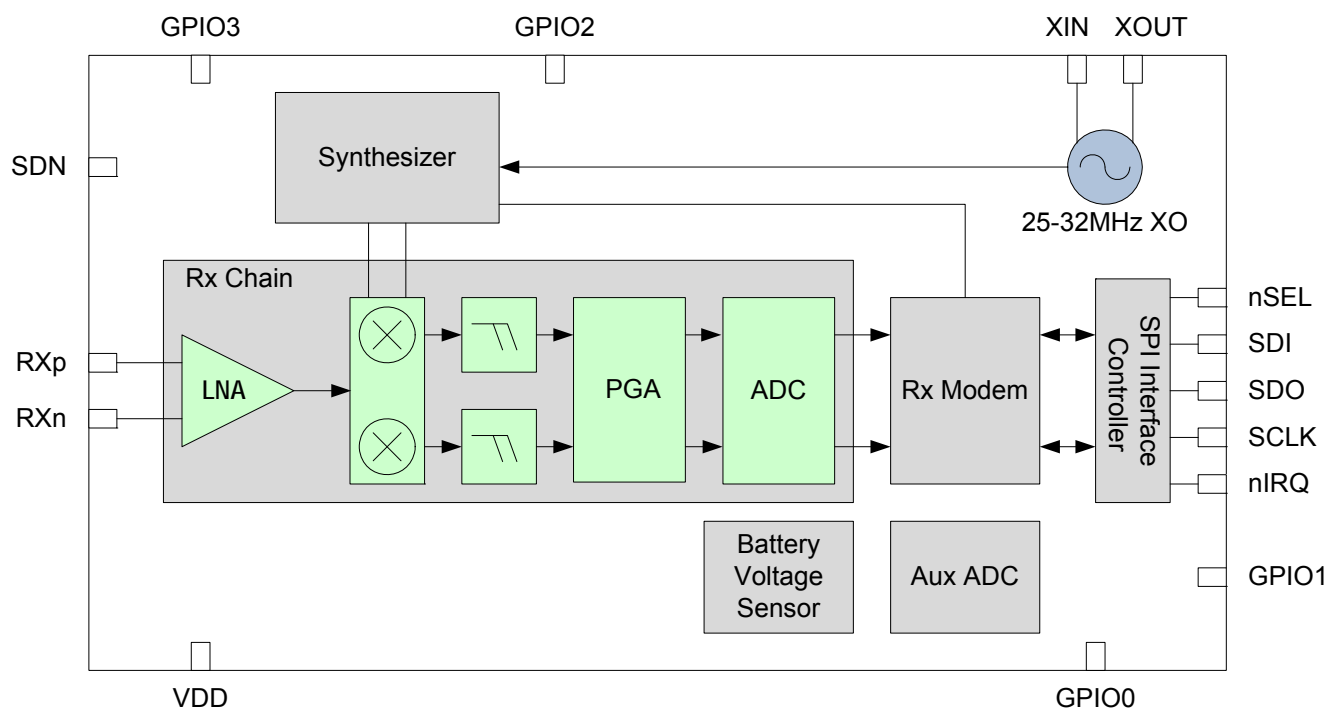 GPIO3
GPIO2
XIN
XOUT
SDN
Synthesizer
25-32MHz XO
Rx Chain
nSEL
SDI
SDO
SCLK
nIRQ
RXp
RXn
LNA
PGA
ADC
Rx Modem
SPI Interface
Controller
Battery
Voltage
Sensor
Aux ADC
GPIO1
VDD
GPIO0